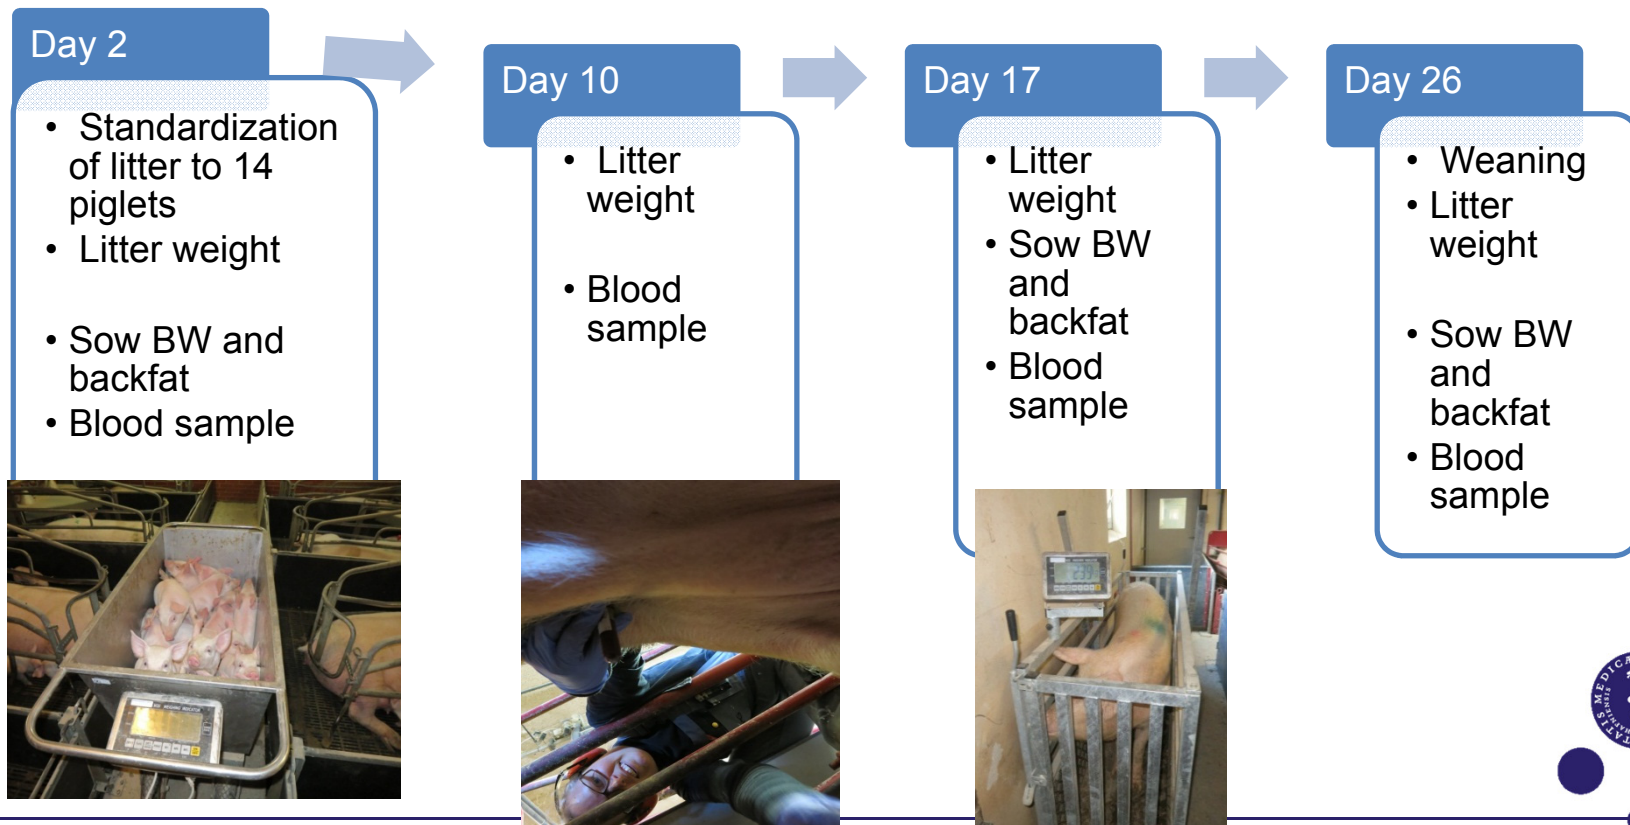 Day 2
• Standardization
of litter to 14
piglets
• Litter weight
• Sow BW and
backfat
• Blood sample
Day 10
• Litter
weight
• Blood
sample
Day 17
• Litter
weight
• Sow BW
and
backfat
• Blood
sample
Day 26
• Weaning
• Litter
weight
• Sow BW
and
backfat
• Blood
sample